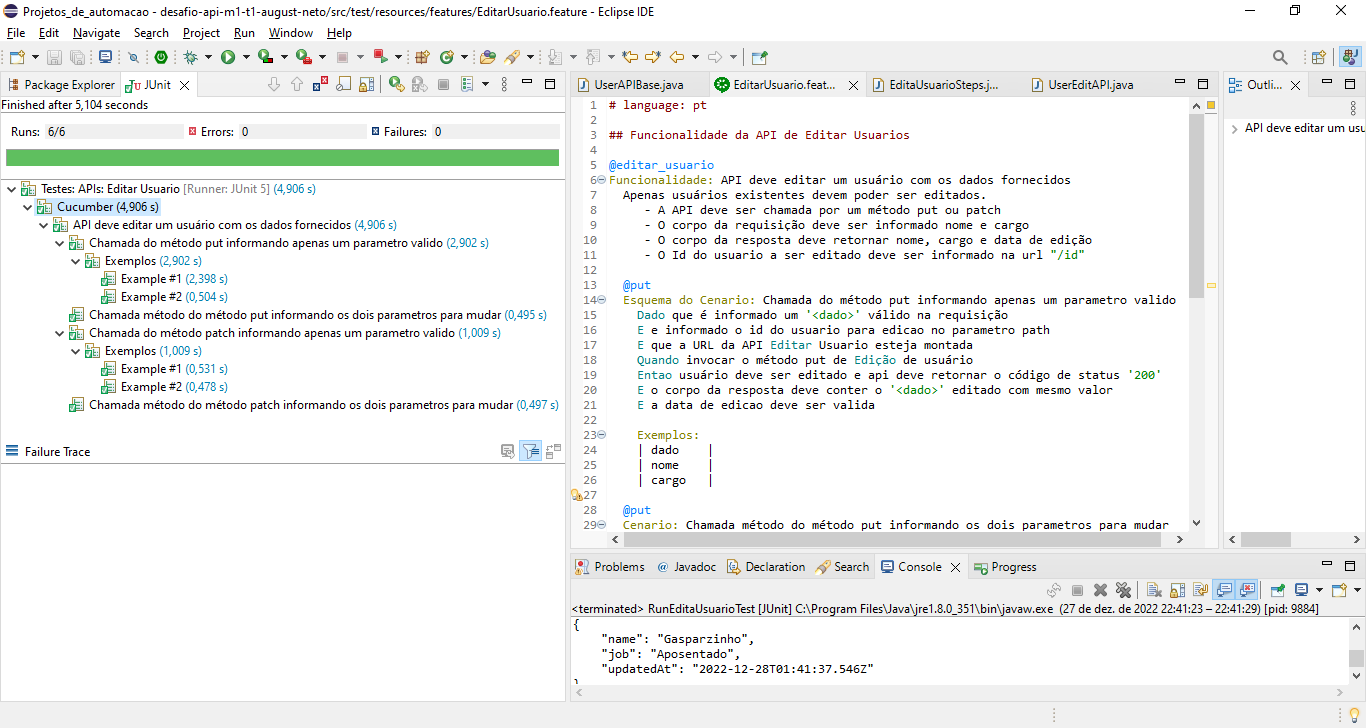 Projetos_de_automacao - desafio-api-m1-t1-august-neto/src/test/resources/features/EditarUsuario.feature - Eclipse IDE
File Edit Navigate Search Project Run Window Help
Package Explorer JUnit
Finished after 5,104 seconds
Runs: 6/6 Errors: 0 Failures: 0
Testes: APIs: Editar Usuario [Runner: JUnit 5] (4,906 s)
Cucumber (4,906 s)
API deve editar um usuário com os dados fornecidos (4,906 s)
Chamada do método put informando apenas um parametro valido (2,902 s)
Exemplos (2,902 s)
Example #1 (2,398 s)
Example #2 (0,504 s)
Chamada método do método put informando os dois parametros para mudar (0,495 s)
Chamada do método patch informando apenas um parametro valido (1,009 s)
Exemplos (1,009 s)
Example #1 (0,531 s)
Example #2 (0,478 s)
Chamada método do método patch informando os dois parametros para mudar (0,497 s)
Failure Trace
UserAPIBase.java EditarUsuario.feat... EditaUsuarioSteps.j... UserEditAPI.java
1 # language: pt
2
3 ## Funcionalidade da API de Editar Usuarios
4
5 @editar_usuario
6 Funcionalidade: API deve editar um usuário com os dados fornecidos
7 Apenas usuários existentes devem poder ser editados.
8 - A API deve ser chamada por um método put ou patch
9 - O corpo da requisição deve ser informado nome e cargo
10 - O corpo da resposta deve retornar nome, cargo e data de edição
11 - O Id do usuario a ser editado deve ser informado na url "/id"
12
13 @put
14 Esquema do Cenario: Chamada do método put informando apenas um parametro valido
15 Dado que é informado um '<dado>' válido na requisição
16 E e informado o id do usuario para edicao no parametro path
17 E que a URL da API Editar Usuario esteja montada
18 Quando invocar o método put de Edição de usuário
19 Entao usuário deve ser editado e api deve retornar o código de status '200'
20 E o corpo da resposta deve conter o '<dado>' editado com mesmo valor
21 E a data de edicao deve ser valida
22
23 Exemplos:
24 | dado |
25 | nome |
26 | cargo |
27
28 @put
29 Cenario: Chamada método do método put informando os dois parametros para mudar
Outli...
API deve editar um usu
Problems @ Javadoc Declaration Search Console Progress
<terminated> RunEditaUsuarioTest [JUnit] C:\Program Files\Java\jre1.8.0_351\bin\javaw.exe (27 de dez. de 2022 22:41:23 – 22:41:29) [pid: 9884]
{
"name": "Gasparzinho",
"job": "Aposentado",
"updatedAt": "2022-12-28T01:41:37.546Z"
}